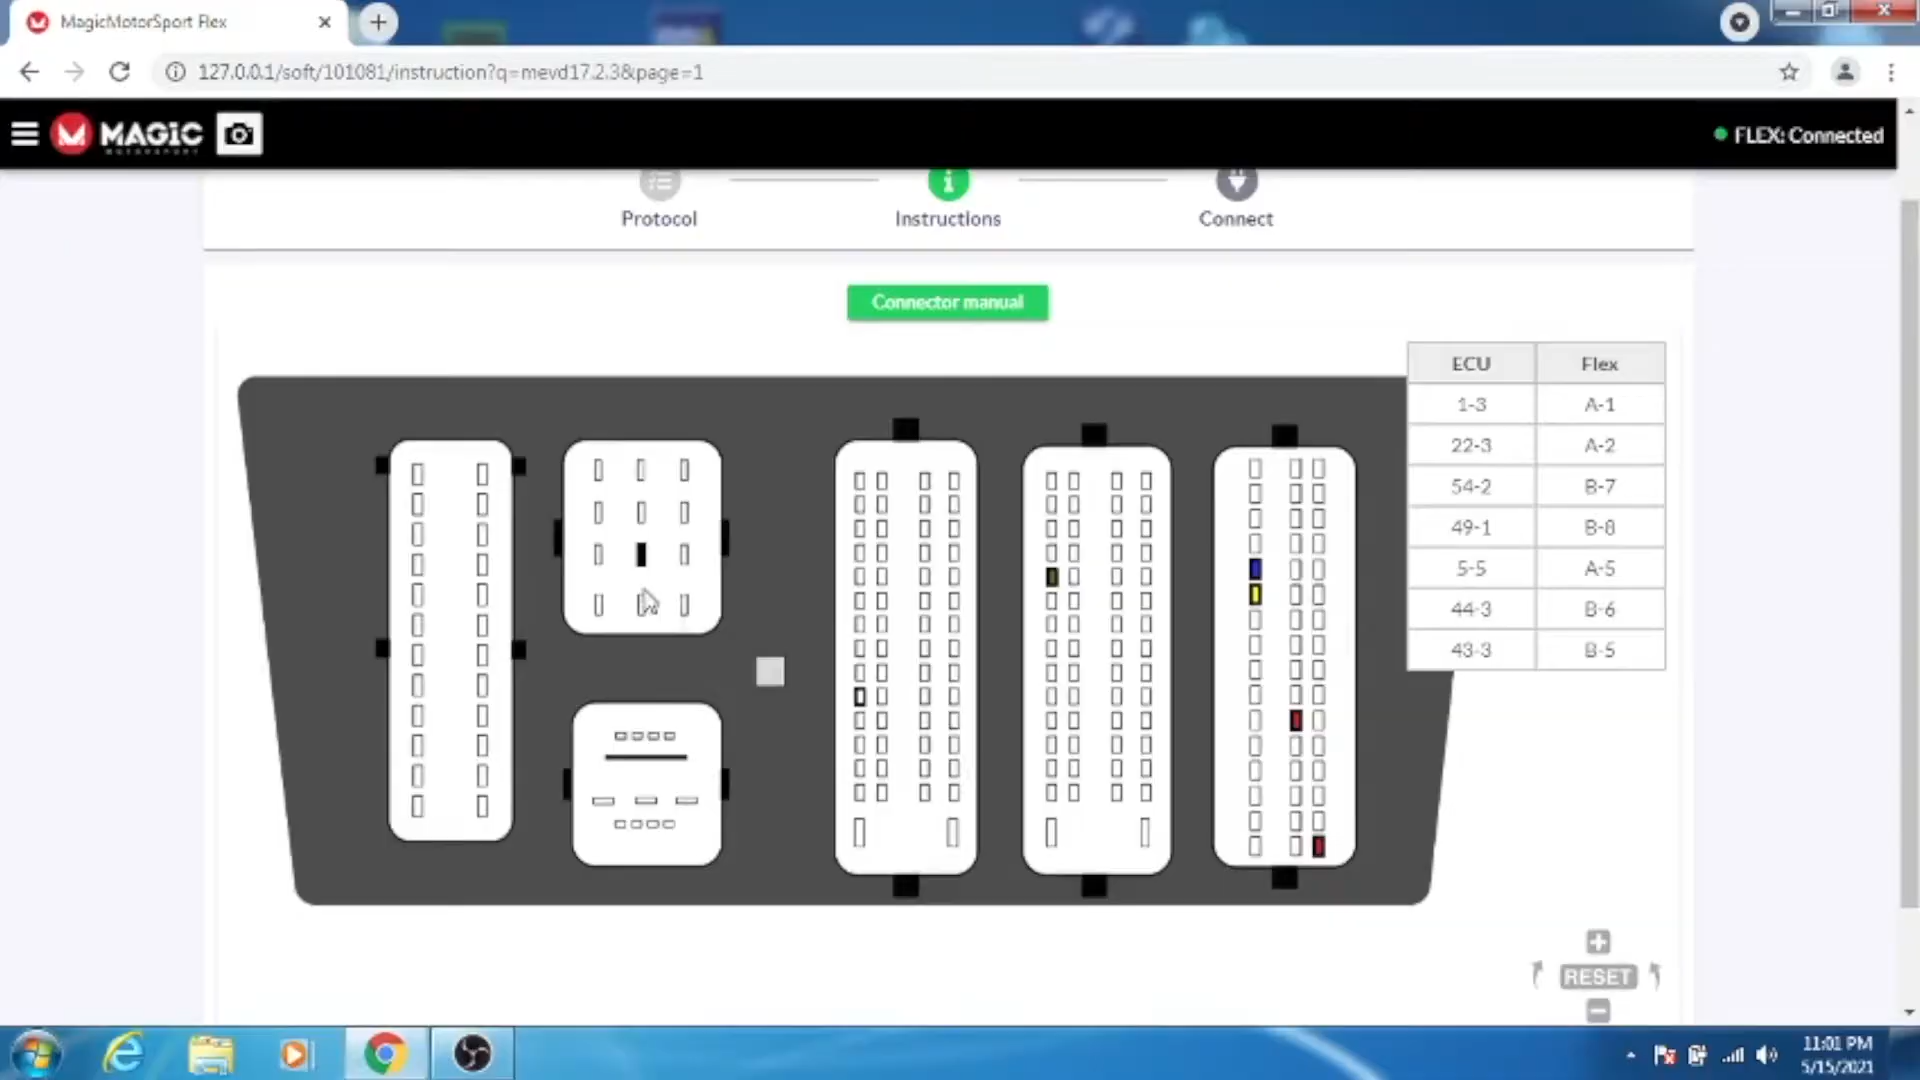 MagicMotorSport Flex
127.0.0.1/soft/101081/instruction?q=mevd17.2.3&page=1
MAGIC
MOTORSPORT
FLEX: Connected
Protocol
Instructions
Connect
Connector manual
ECU Flex
1-3 A-1
22-3 A-2
54-2 B-7
49-1 B-8
5-5 A-5
44-3 B-6
43-3 B-5
RESET
11:01 PM
5/15/2021